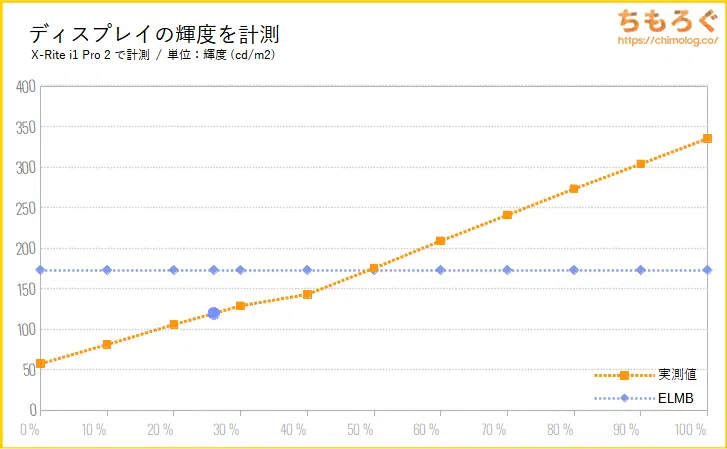 ディスプレイの輝度を計測
X-Rite i1 Pro 2 で計測 / 単位：輝度 (cd/m2)
ちもろぐ
https://chimolog.co/
400
350
300
250
200
150
100
50
0
0 % 10 % 20 % 30 % 40 % 50 % 60 % 70 % 80 % 90 % 100 %
実測値
ELMB